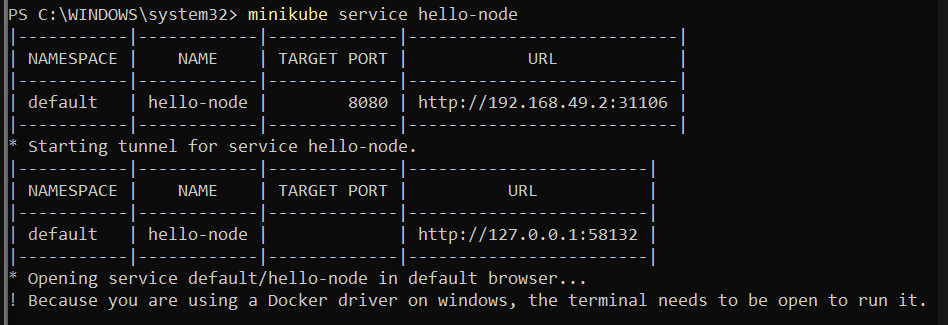 PS C:\WINDOWS\system32> minikube service hello-node
|-----------|------------|-------------|---------------------------|
| NAMESPACE |    NAME    | TARGET PORT |            URL            |
|-----------|------------|-------------|---------------------------|
| default   | hello-node |        8080 | http://192.168.49.2:31106 |
|-----------|------------|-------------|---------------------------|
* Starting tunnel for service hello-node.
|-----------|------------|-------------|------------------------|
| NAMESPACE |    NAME    | TARGET PORT |          URL           |
|-----------|------------|-------------|------------------------|
| default   | hello-node |             | http://127.0.0.1:58132 |
|-----------|------------|-------------|------------------------|
* Opening service default/hello-node in default browser...
! Because you are using a Docker driver on windows, the terminal needs to be open to run it.